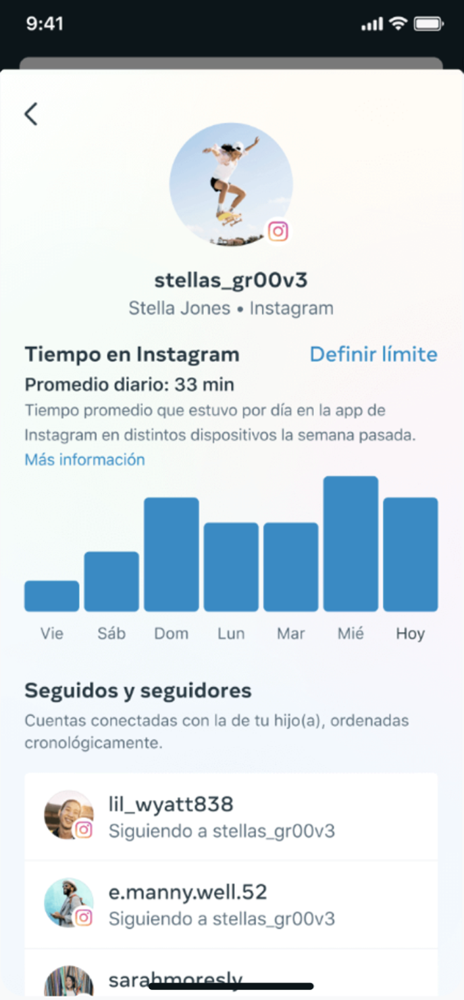 9:41
stellas_gr00v3
Stella Jones • Instagram
Tiempo en Instagram
Definir límite
Promedio diario: 33 min
Tiempo promedio que estuvo por día en la app de
Instagram en distintos dispositivos la semana pasada.
Más información
Vie Sáb Dom Lun Mar Mié Hoy
Seguidos y seguidores
Cuentas conectadas con la de tu hijo(a), ordenadas
cronológicamente.
lil_wyatt838
Siguiendo a stellas_gr00v3
e.manny.well.52
Siguiendo a stellas_gr00v3
sarahmoresly